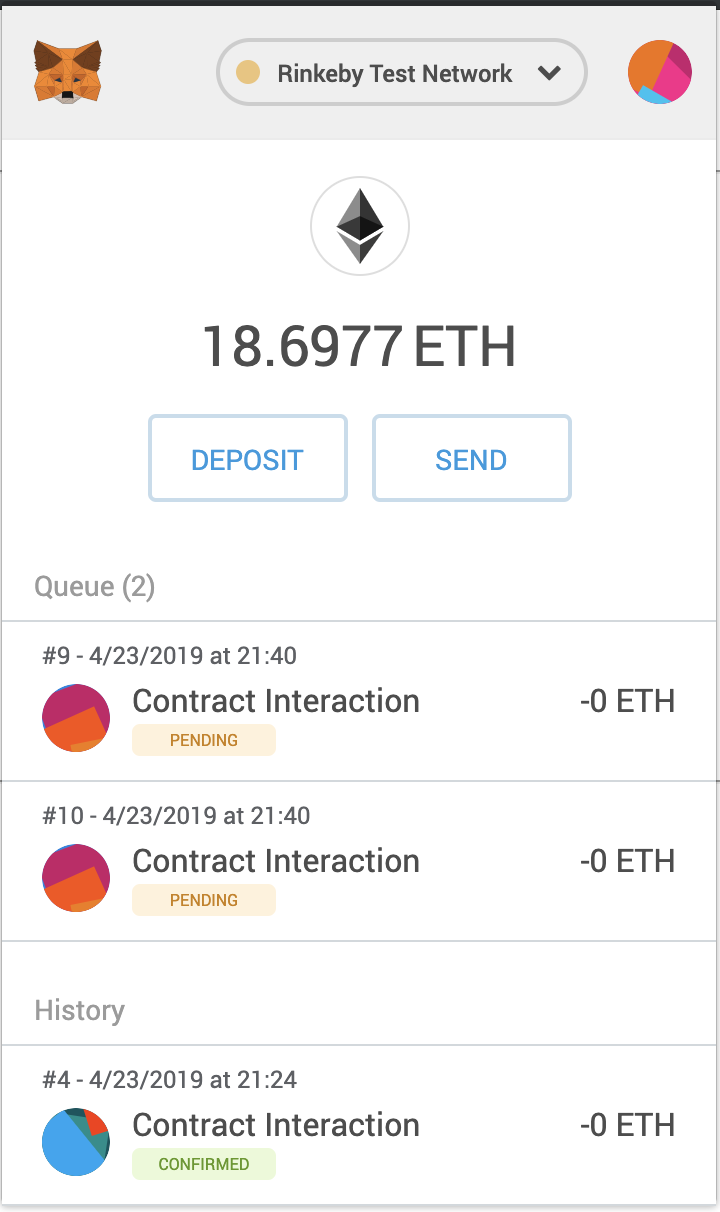 Rinkeby Test Network
18.6977 ETH
DEPOSIT SEND
Queue (2)
#9 - 4/23/2019 at 21:40
Contract Interaction -0 ETH
PENDING
#10 - 4/23/2019 at 21:40
Contract Interaction -0 ETH
PENDING
History
#4 - 4/23/2019 at 21:24
Contract Interaction -0 ETH
CONFIRMED